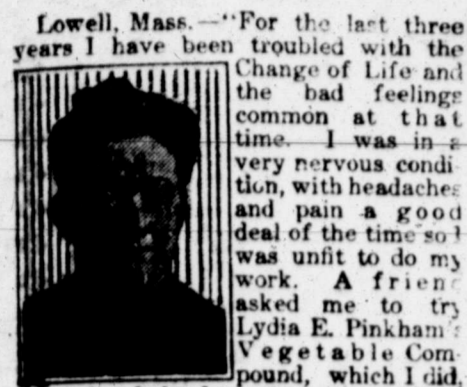 Lowell, Mass.—"For the last three
years I have been troubled with the
Change of Life and
the bad feelings
common at that
time. I was in a
very nervous condi
tion, with headaches
and pain a good
deal of the time so I
was unfit to do my
work. A friend
asked me to try
Lydia E. Pinkham's
Vegetable Com
pound, which I did.